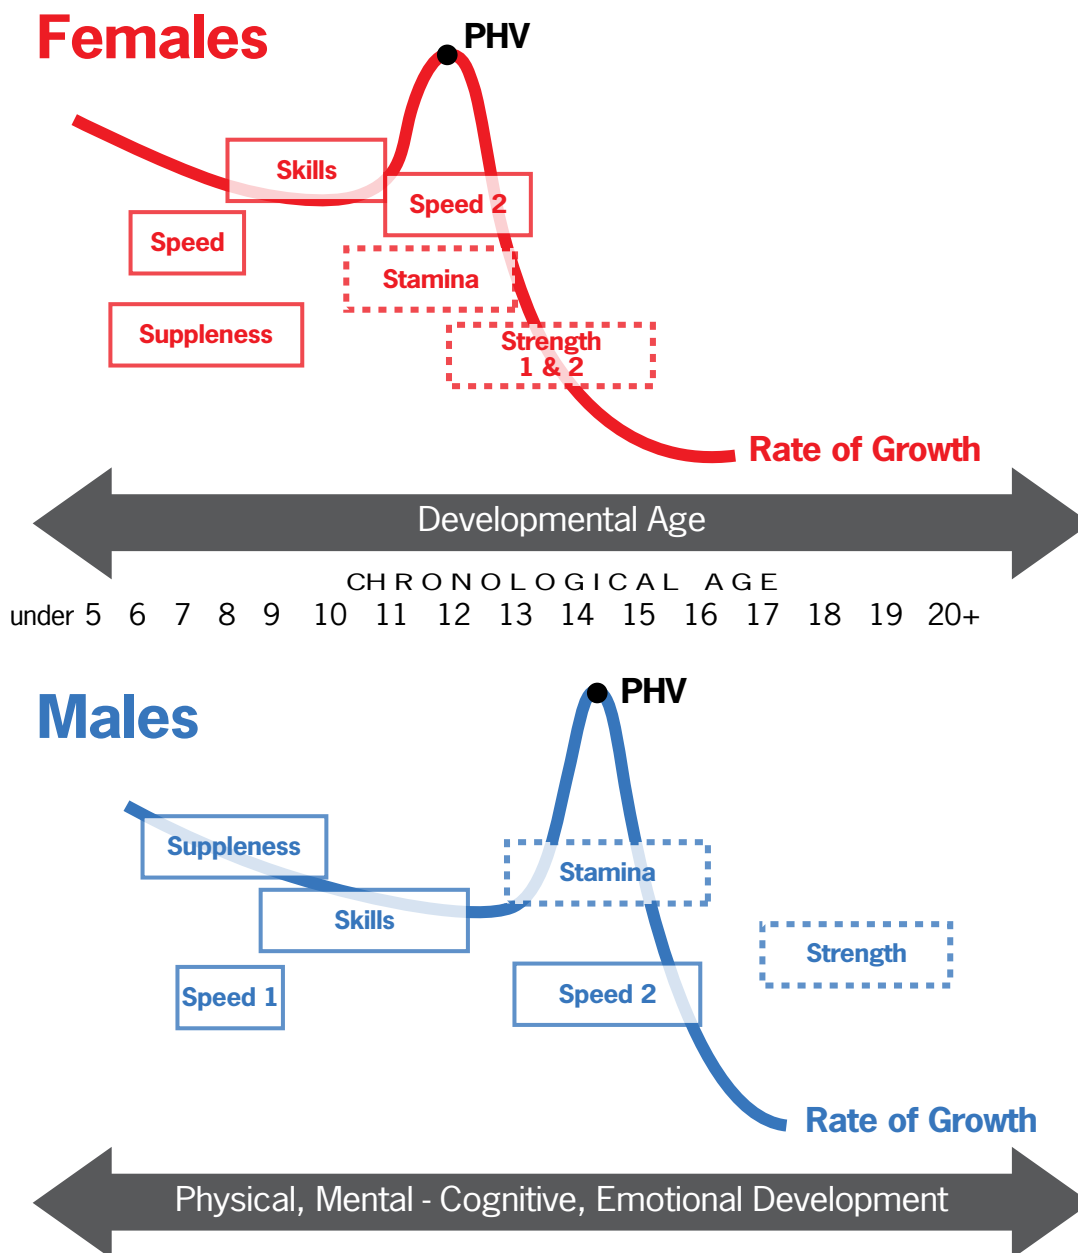 Females
PHV
Skills
Speed 2
Speed
Stamina
Suppleness
Strength
1 & 2
Rate of Growth
Developmental Age
CHRONOLOGICAL AGE
under 5 6 7 8 9 10 11 12 13 14 15 16 17 18 19 20+
Males
PHV
Suppleness
Stamina
Skills
Strength
Speed 1
Speed 2
Rate of Growth
Physical, Mental - Cognitive, Emotional Development